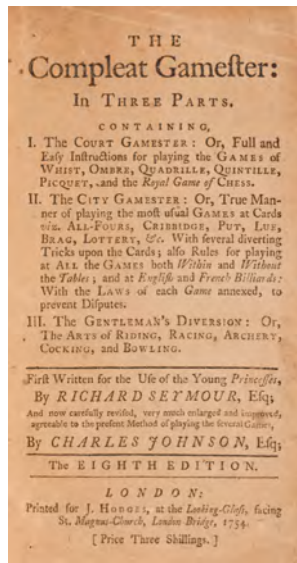 THE
Compleat Gameſter:
In THREE PARTS.
CONTAINING,
I. The COURT GAMESTER: Or, Full and
Eaſy Inſtructions for playing the GAMES of
WHIST, OMBRE, QUADRILLE, QUINTILLE,
PICQUET, and the Royal Game of CHESS.
II. The CITY GAMESTER: Or, True Man-
ner of playing the moſt uſual GAMES at Cards
viz. ALL-FOURS, CRIBBIDGE, PUT, LUE,
BRAG, LOTTERY, &c. With ſeveral diverting
Tricks upon the Cards; alſo Rules for playing
at ALL the GAMES both Within and Without
the Tables; and at Engliſh and French Billiards:
With the LAWS of each Game annexed, to
prevent Diſputes.
III. The GENTLEMAN'S DIVERSION: Or,
The ARTS of RIDING, RACING, ARCHERY,
COCKING, and BOWLING.
Firſt Written for the Uſe of the Young Princeſſes,
By RICHARD SEYMOUR, Eſq;
And now carefully reviſed, very much enlarged and improved,
agreeable to the preſent Method of playing the ſeveral Games,
By CHARLES JOHNSON, Eſq;
The EIGHTH EDITION.
LONDON:
Printed for J. HODGES, at the Looking-Glaſs, facing
St. Magnus-Church, London Bridge, 1754.
[ Price Three Shillings. ]